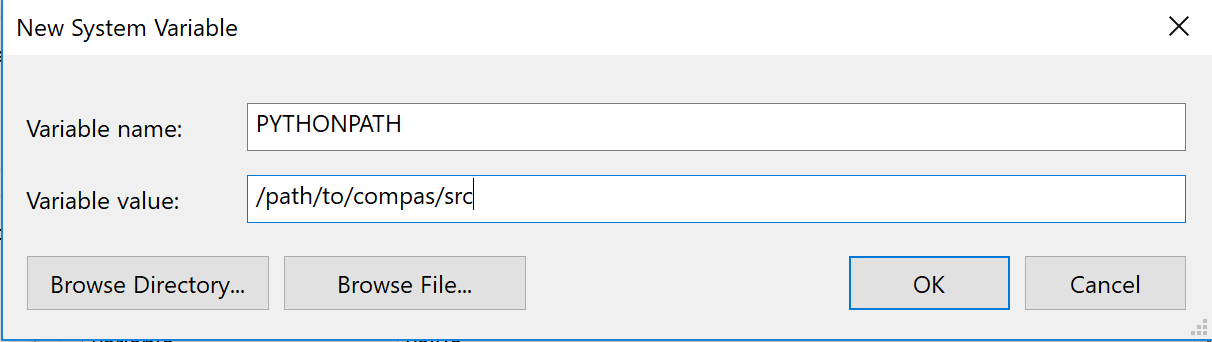 New System Variable
Variable name:
PYTHONPATH
Variable value:
/path/to/compas/src
Browse Directory...
Browse File...
OK
Cancel